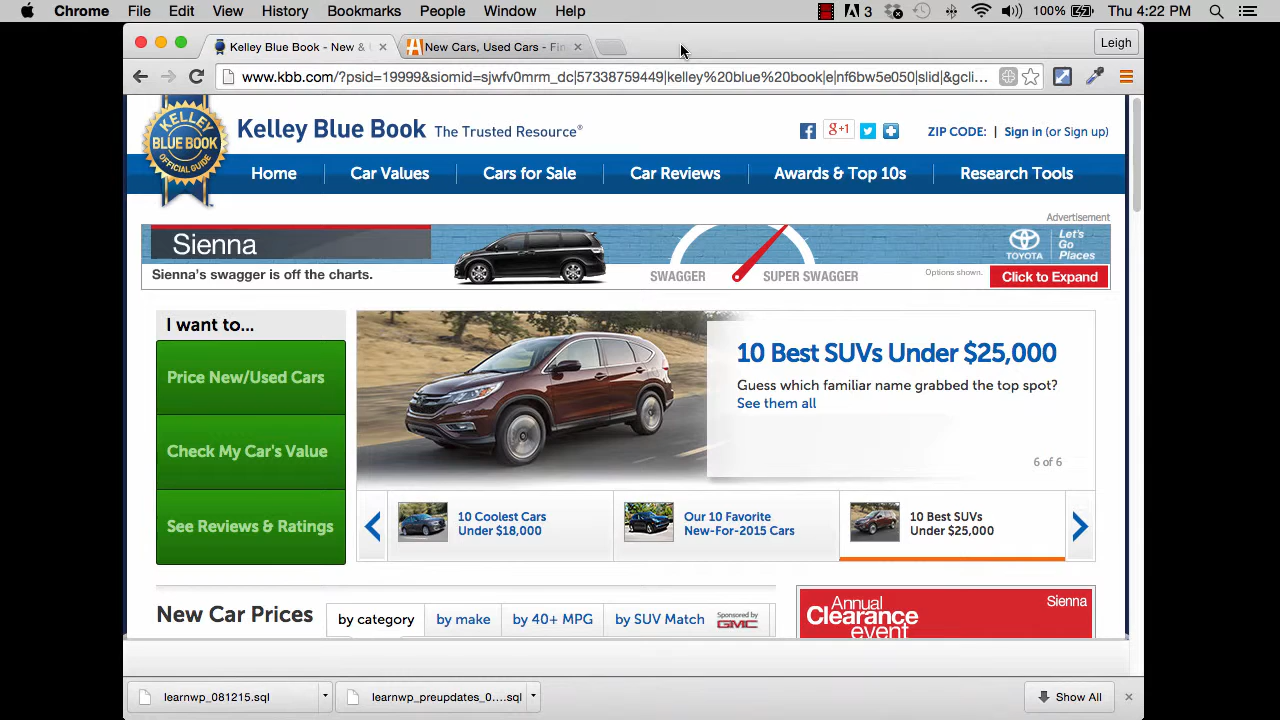 Chrome File Edit View History Bookmarks People Window Help 3 100% Thu 4:22 PM
Kelley Blue Book - New & U New Cars, Used Cars - Fin Leigh
www.kbb.com/?psid=19999&siomid=sjwfv0mrm_dc|57338759449|kelley%20blue%20book|e|nf6bw5e0s0|slid|&gcli...
KELLEY BLUE BOOK OFFICIAL GUIDE
Kelley Blue Book The Trusted Resource® g+1 ZIP CODE: | Sign in (or Sign up)
Home Car Values Cars for Sale Car Reviews Awards & Top 10s Research Tools
Advertisement
Sienna
Sienna's swagger is off the charts.
SWAGGER SUPER SWAGGER
Options shown.
TOYOTA
Let's Go Places
Click to Expand
I want to...
Price New/Used Cars
Check My Car's Value
See Reviews & Ratings
10 Best SUVs Under $25,000
Guess which familiar name grabbed the top spot?
See them all
6 of 6
10 Coolest Cars
Under $18,000
Our 10 Favorite
New-For-2015 Cars
10 Best SUVs
Under $25,000
New Car Prices by category by make by 40+ MPG by SUV Match Sponsored by GMC
Annual
Clearance
event
Sienna
learnwp_081215.sql learnwp_preupdates_0....sql Show All